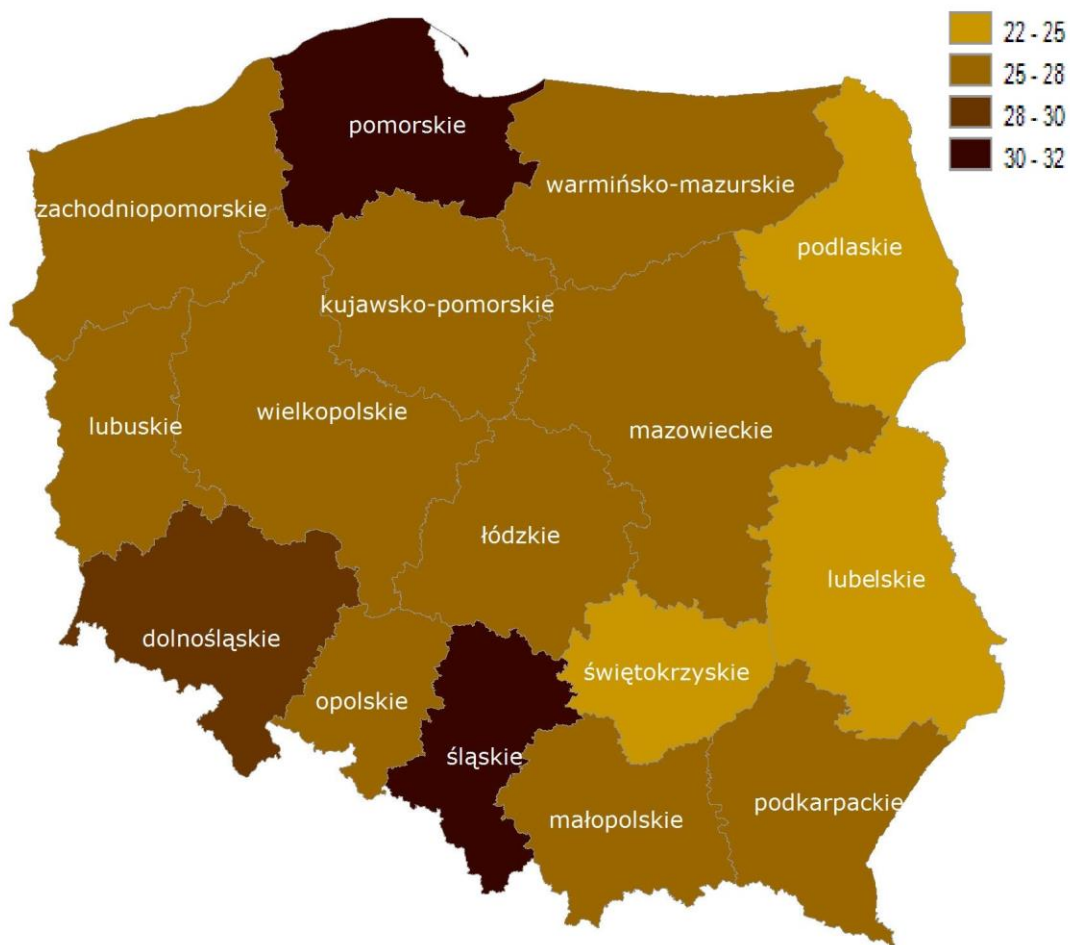 22 - 25
25 - 28
28 - 30
30 - 32
pomorskie
warmińsko-mazurskie
zachodniopomorskie
podlaskie
kujawsko-pomorskie
wielkopolskie
lubuskie
mazowieckie
łódzkie
lubelskie
dolnośląskie
świętokrzyskie
opolskie
śląskie
podkarpackie
małopolskie